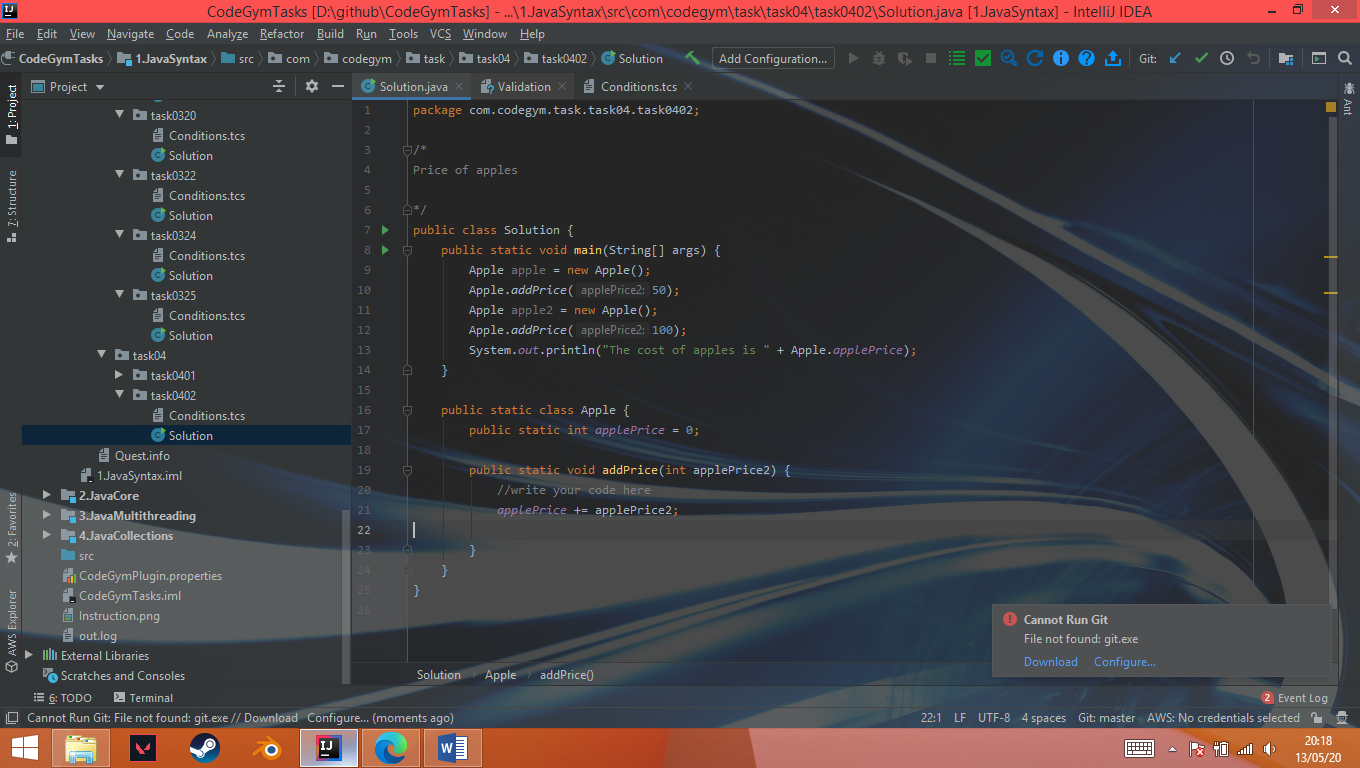 CodeGymTasks [D:\github\CodeGymTasks] - ...\1.JavaSyntax\src\com\codegym\task\task04\task0402\Solution.java [1.JavaSyntax] - IntelliJ IDEA
File Edit View Navigate Code Analyze Refactor Build Run Tools VCS Window Help
CodeGymTasks 1.JavaSyntax src com codegym task task04 task0402 Solution Add Configuration... Git:
Project Solution.java Validation Conditions.tcs
1: Project
7: Structure
2: Favorites
AWS Explorer
Ant
task0320
Conditions.tcs
Solution
task0322
Conditions.tcs
Solution
task0324
Conditions.tcs
Solution
task0325
Conditions.tcs
Solution
task04
task0401
task0402
Conditions.tcs
Solution
Quest.info
1.JavaSyntax.iml
2.JavaCore
3.JavaMultithreading
4.JavaCollections
src
CodeGymPlugin.properties
CodeGymTasks.iml
Instruction.png
out.log
External Libraries
Scratches and Consoles
1 package com.codegym.task.task04.task0402;
2
3 /*
4 Price of apples
5
6 */
7 public class Solution {
8 public static void main(String[] args) {
9 Apple apple = new Apple();
10 Apple.addPrice( applePrice2: 50);
11 Apple apple2 = new Apple();
12 Apple.addPrice( applePrice2: 100);
13 System.out.println("The cost of apples is " + Apple.applePrice);
14 }
15
16 public static class Apple {
17 public static int applePrice = 0;
18
19 public static void addPrice(int applePrice2) {
20 //write your code here
21 applePrice += applePrice2;
22
23 }
24 }
25 }
26
Cannot Run Git
File not found: git.exe
Download Configure...
Solution Apple addPrice()
6: TODO Terminal 2 Event Log
Cannot Run Git: File not found: git.exe // Download Configure... (moments ago) 22:1 LF UTF-8 4 spaces Git: master AWS: No credentials selected
20:18
13/05/20